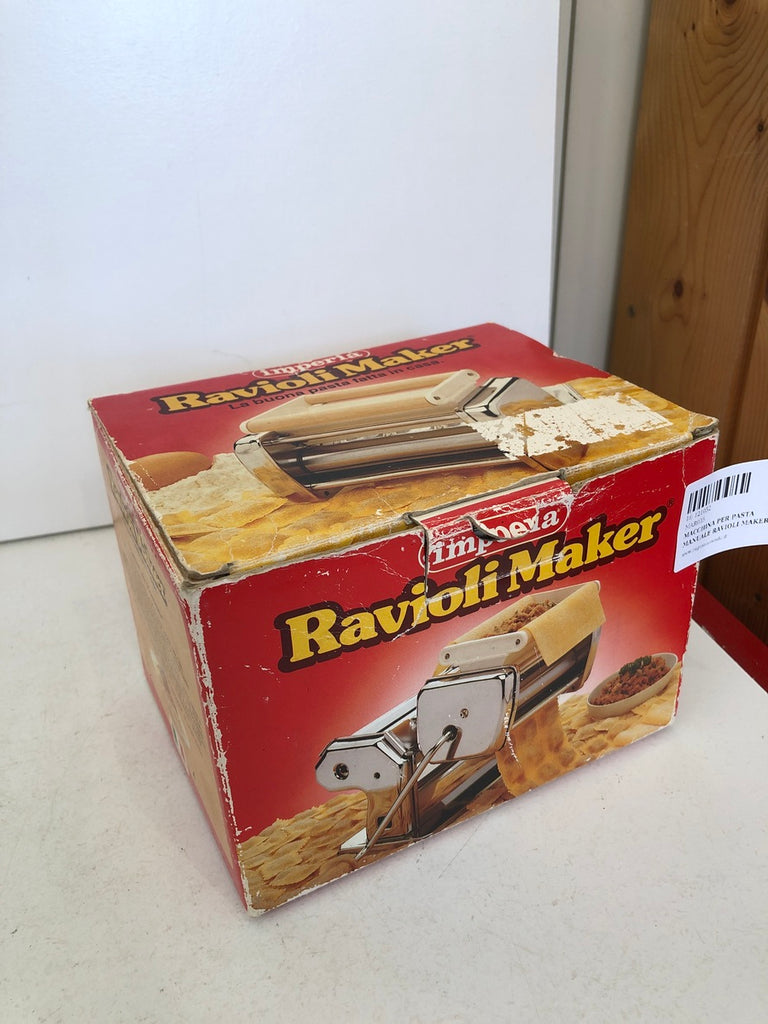 imperia
Ravioli Maker
La buona pasta fatta in casa
imperia
Ravioli Maker®
MACCHINA PER PASTA
MANUALE RAVIOLI MAKER